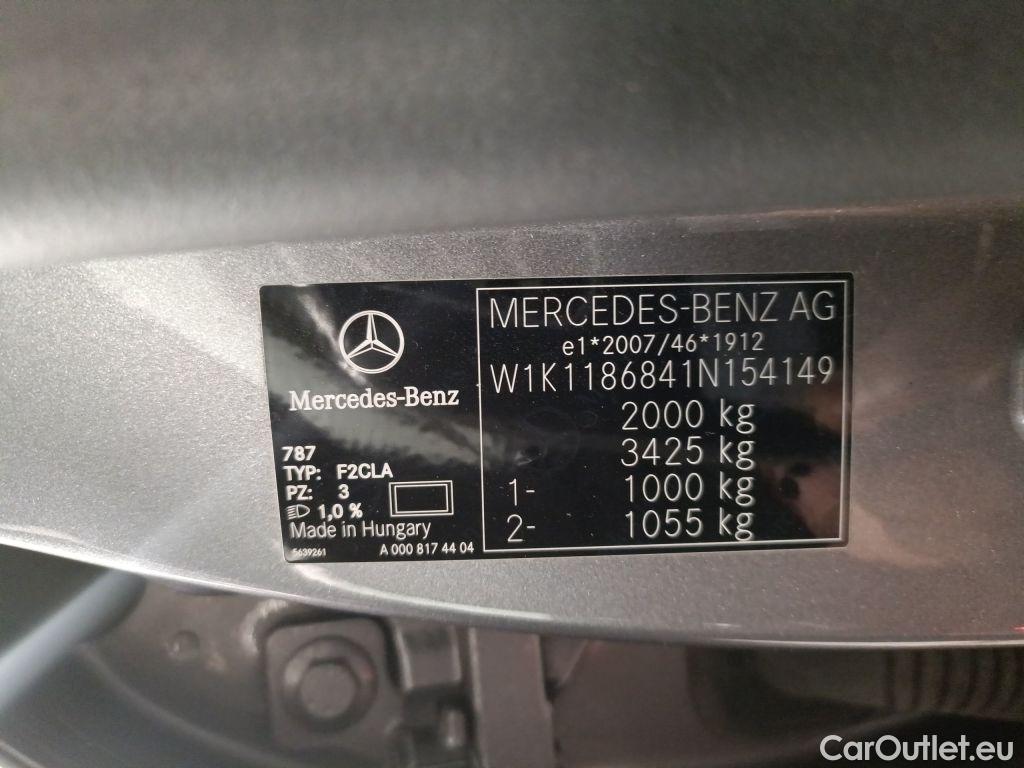 Mercedes-Benz
787
TYP: F2CLA
PZ: 3
1,0 %
Made in Hungary
5639261 A 000 817 44 04
MERCEDES-BENZ AG
e1*2007/46*1912
W1K1186841N154149
2000 kg
3425 kg
1- 1000 kg
2- 1055 kg
CarOutlet.eu